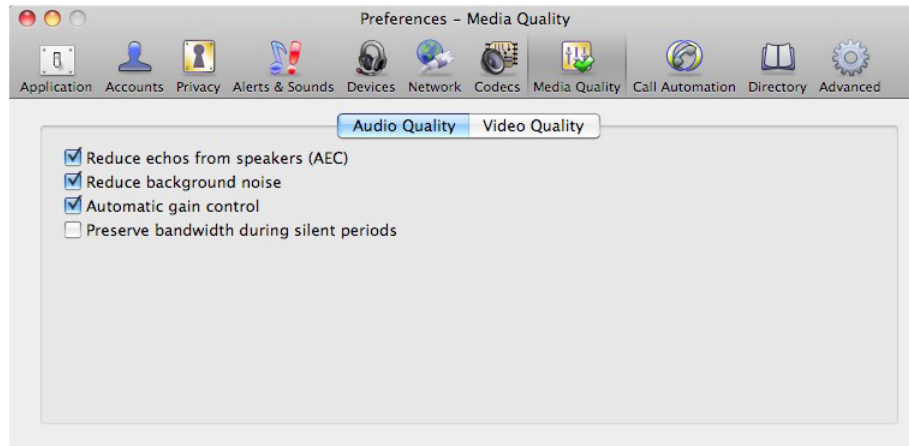 Preferences – Media Quality
Application Accounts Privacy Alerts & Sounds Devices Network Codecs Media Quality Call Automation Directory Advanced
Audio Quality Video Quality
Reduce echos from speakers (AEC)
Reduce background noise
Automatic gain control
Preserve bandwidth during silent periods